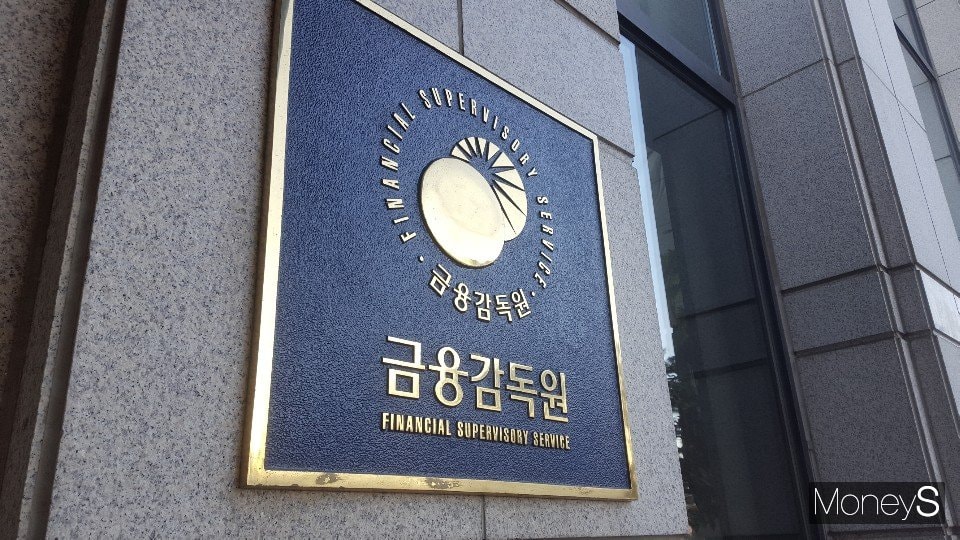 FINANCIAL SUPERVISORY SERVICE
· 금융감독원 ·
금융감독원
FINANCIAL SUPERVISORY SERVICE
MoneyS